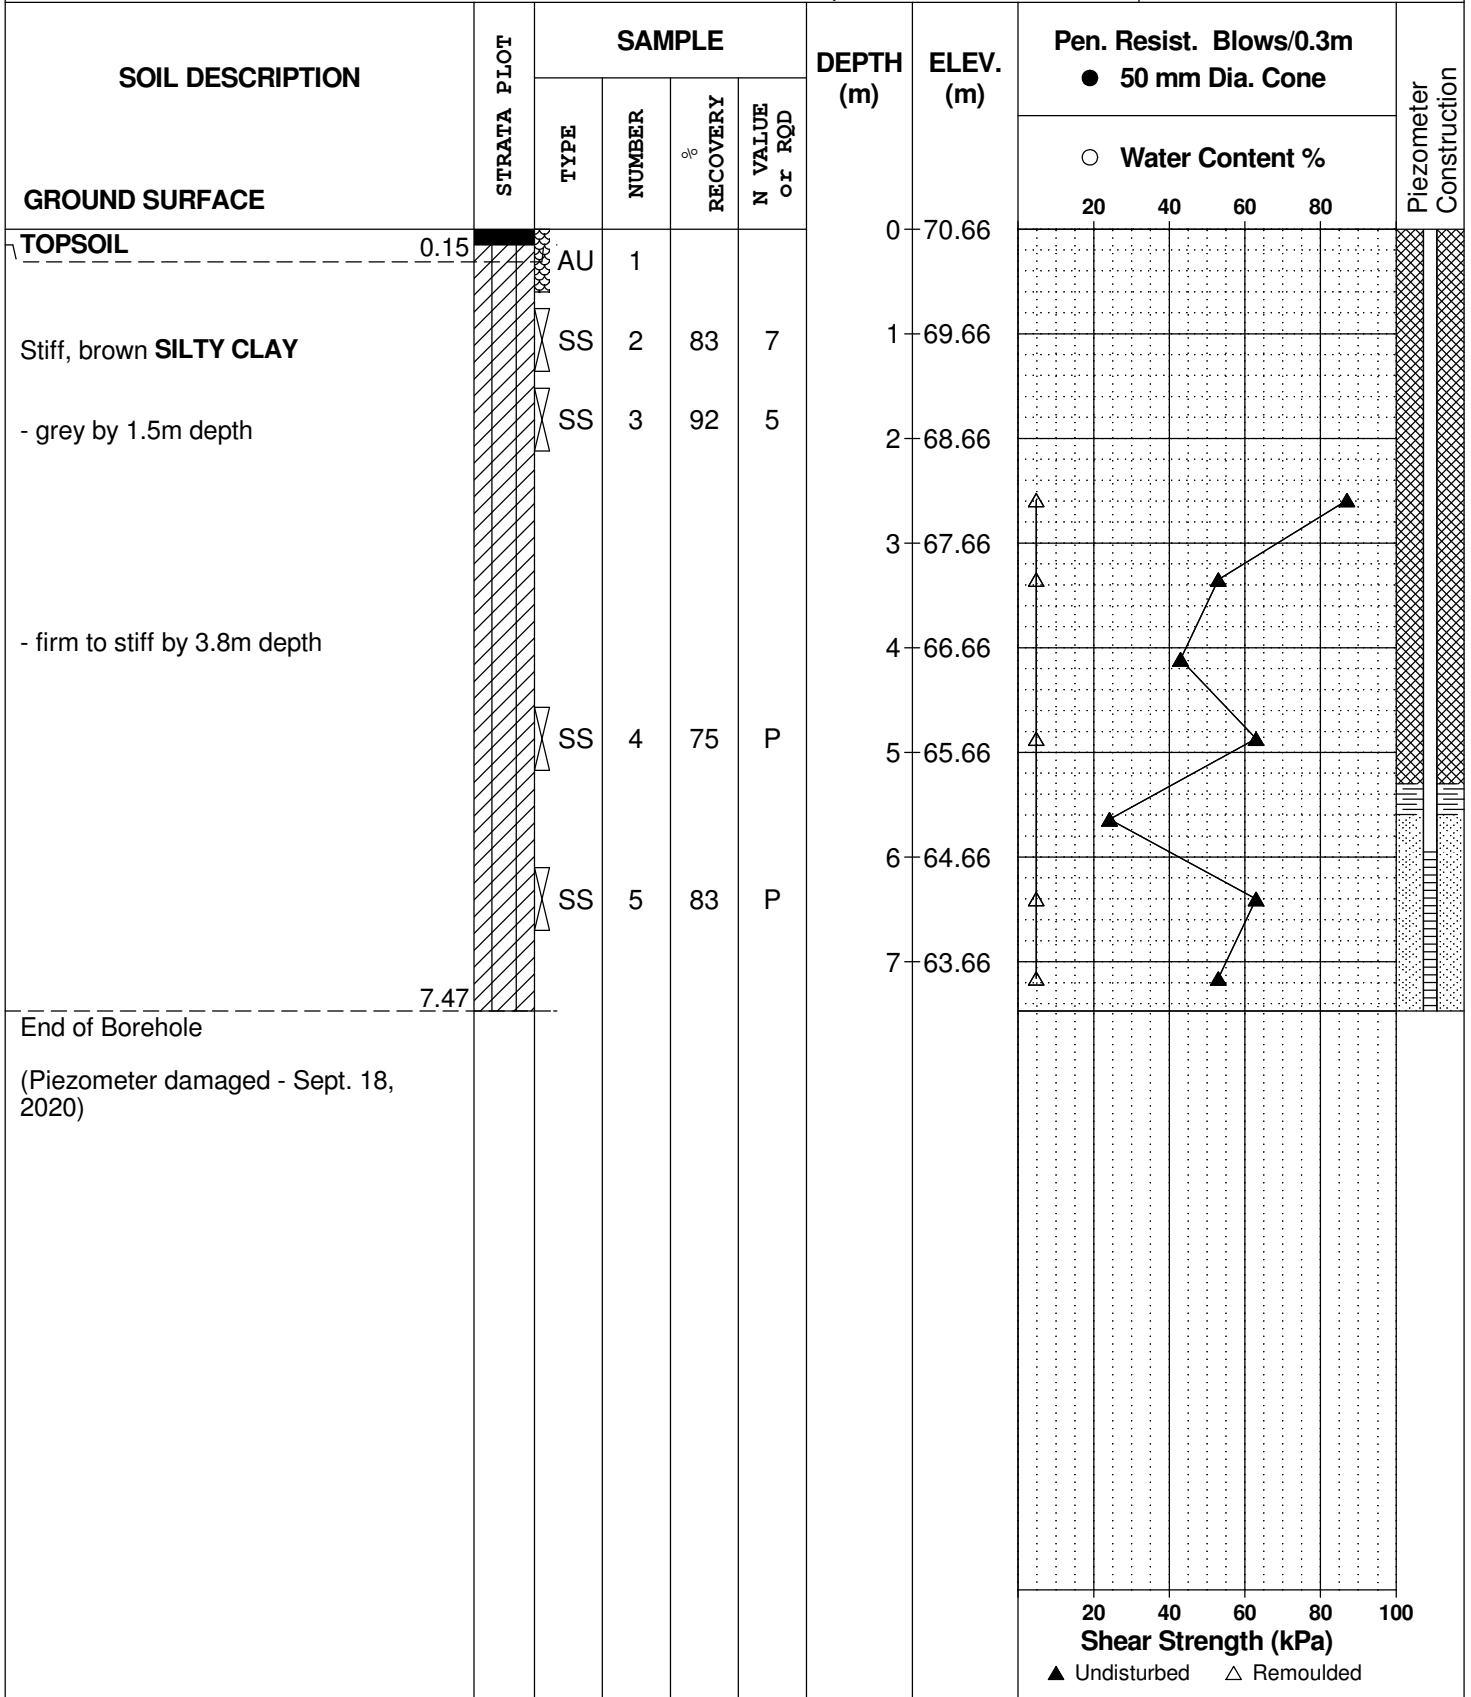 SOIL DESCRIPTION
GROUND SURFACE
STRATA PLOT
SAMPLE
TYPE
NUMBER
% RECOVERY
N VALUE or RQD
DEPTH (m)
ELEV. (m)
Pen. Resist. Blows/0.3m
● 50 mm Dia. Cone
○ Water Content %
20 40 60 80
Piezometer Construction
0 70.66
TOPSOIL 0.15
AU 1
Stiff, brown SILTY CLAY
SS 2 83 7
1 69.66
- grey by 1.5m depth
SS 3 92 5
2 68.66
3 67.66
- firm to stiff by 3.8m depth
4 66.66
SS 4 75 P
5 65.66
6 64.66
SS 5 83 P
7 63.66
7.47
End of Borehole
(Piezometer damaged - Sept. 18,
2020)
20 40 60 80 100
Shear Strength (kPa)
▲ Undisturbed △ Remoulded